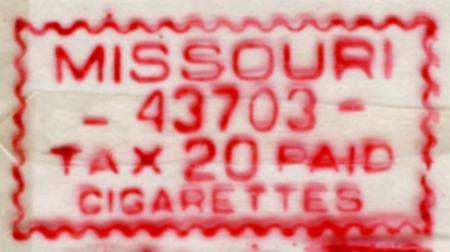 MISSOURI
- 43703 -
TAX 20 PAID
CIGARETTES